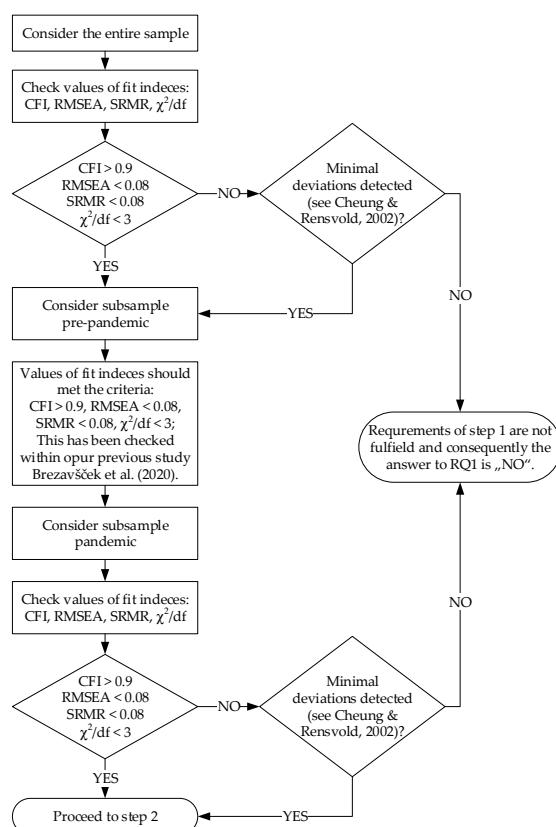 Consider the entire sample
Check values of fit indeces:
CFI, RMSEA, SRMR, χ²/df
CFI > 0.9
RMSEA < 0.08
SRMR < 0.08
χ²/df < 3
NO
Minimal
deviations detected
(see Cheung &
Rensvold, 2002)?
YES
NO
YES
Consider subsample
pre-pandemic
Values of fit indeces should
met the criteria:
CFI > 0.9, RMSEA < 0.08,
SRMR < 0.08, χ²/df < 3;
This has been checked
within opur previous study
Brezavšček et al. (2020).
Requrements of step 1 are not
fulfield and consequently the
answer to RQ1 is „NO“.
Consider subsample
pandemic
Check values of fit indeces:
CFI, RMSEA, SRMR, χ²/df
NO
CFI > 0.9
RMSEA < 0.08
SRMR < 0.08
χ²/df < 3
NO
Minimal
deviations detected
(see Cheung &
Rensvold, 2002)?
YES
YES
Proceed to step 2